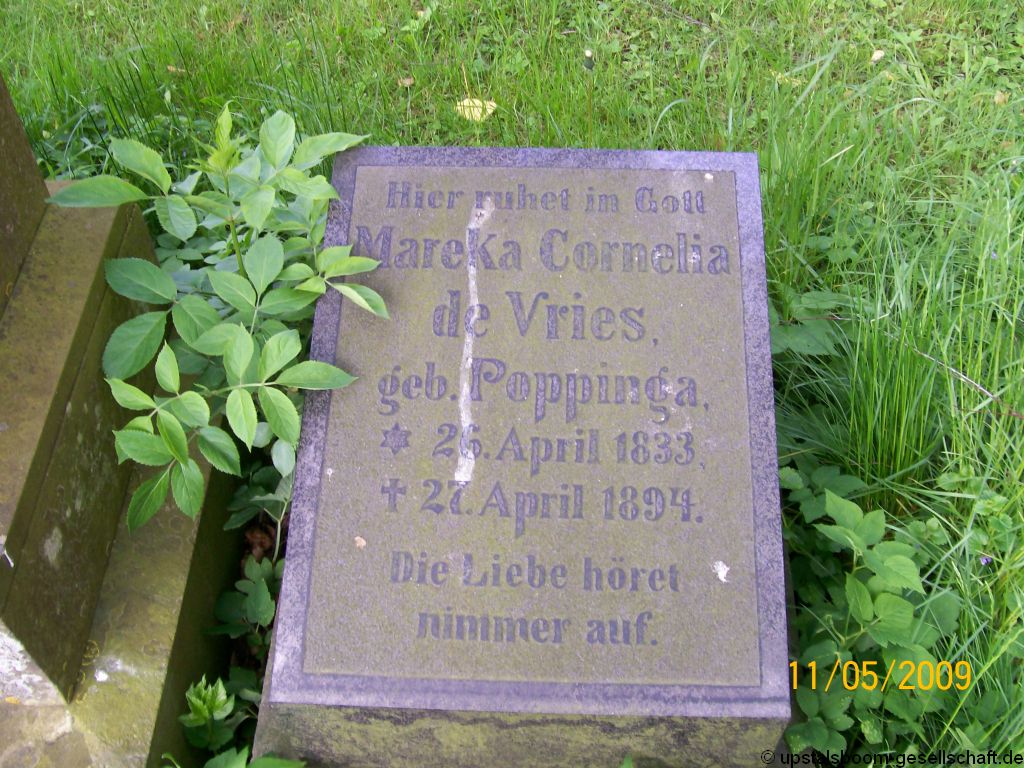 Hier ruhet in Gott
Mareka Cornelia
de Vries,
geb. Poppinga,
✶ 26. April 1833,
✝ 27. April 1894.
Die Liebe höret
nimmer auf.
11/05/2009
© upstalsboom-gesellschaft.de